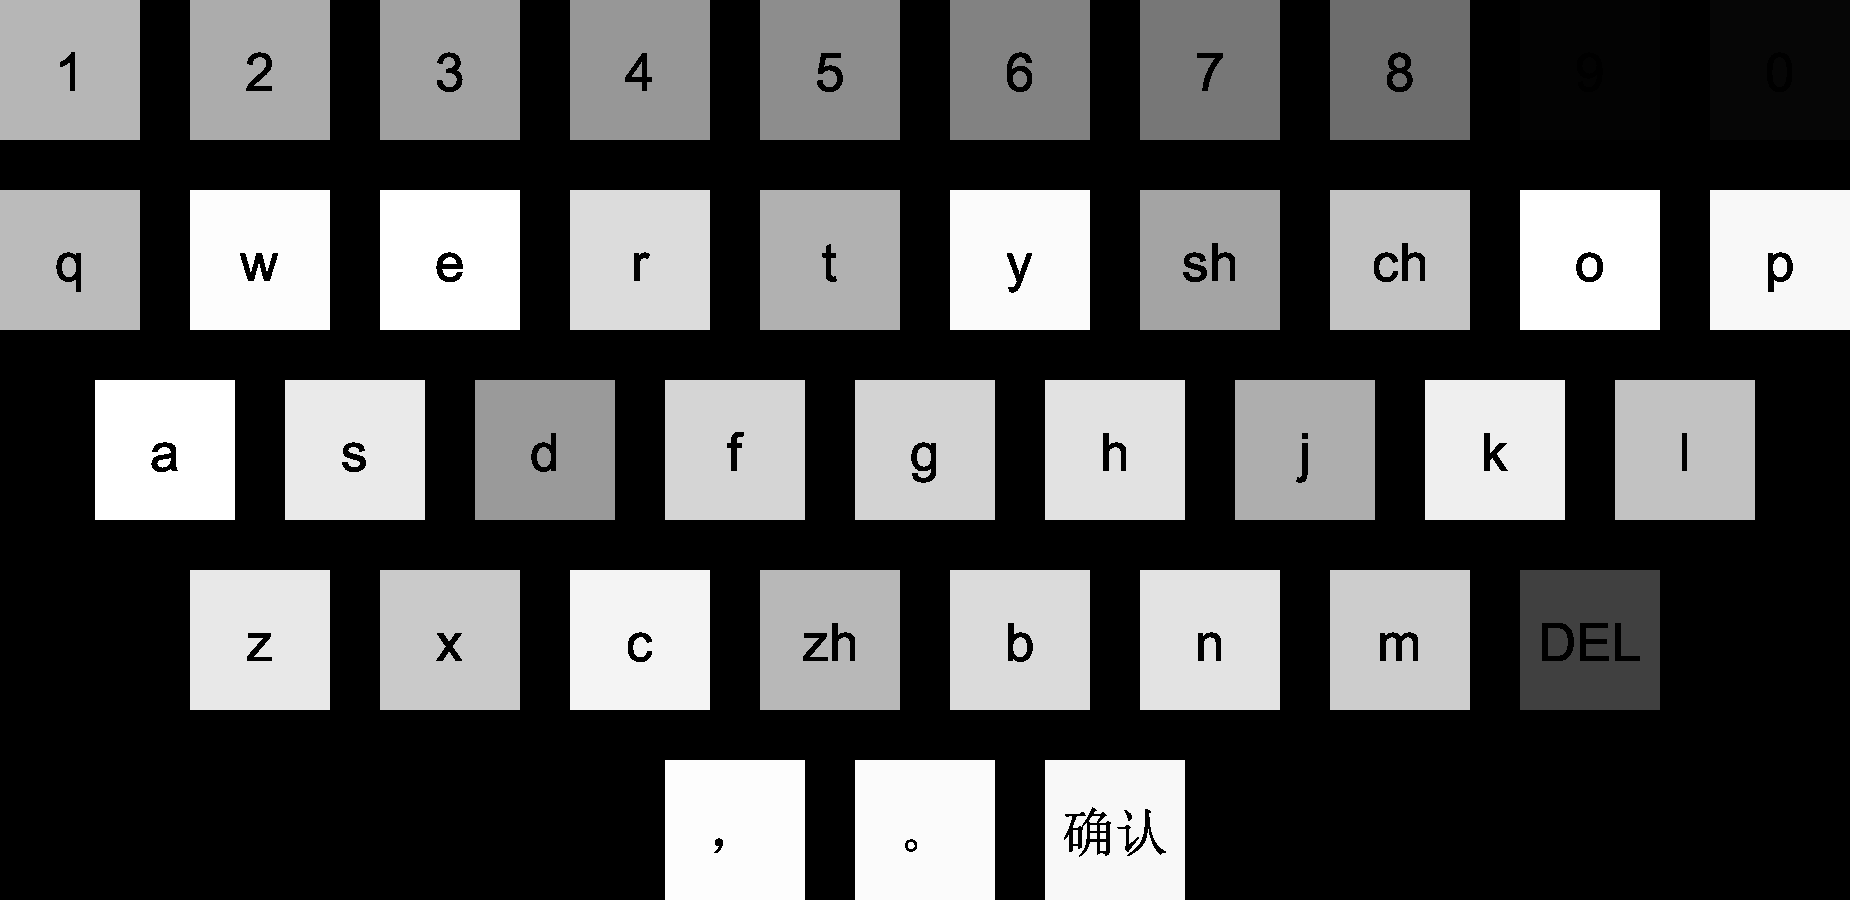 1 2 3 4 5 6 7 8 9 0
q w e r t y sh ch o p
a s d f g h j k l
z x c zh b n m DEL
， 。 确认